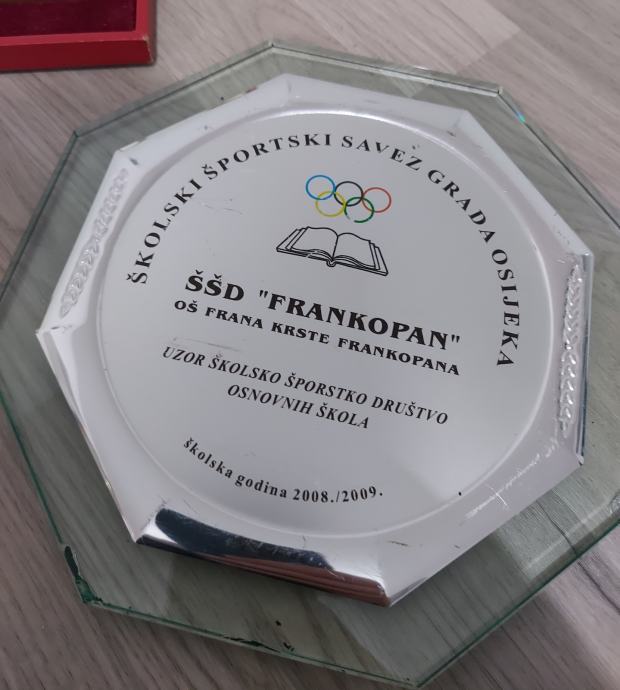 ŠKOLSKI ŠPORTSKI SAVEZ GRADA OSIJEKA
ŠŠD "FRANKOPAN"
OŠ FRANA KRSTE FRANKOPANA
UZOR ŠKOLSKO ŠPORSTKO DRUŠTVO
OSNOVNIH ŠKOLA
školska godina 2008./2009.